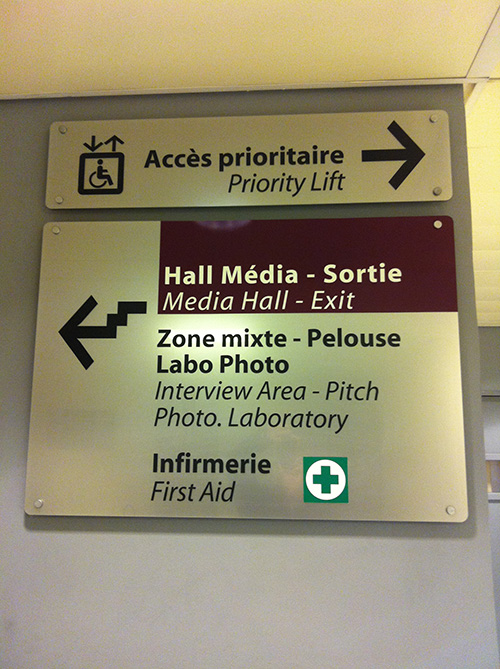 Accès prioritaire
Priority Lift
Hall Média - Sortie
Media Hall - Exit
Zone mixte - Pelouse
Labo Photo
Interview Area - Pitch
Photo. Laboratory
Infirmerie
First Aid